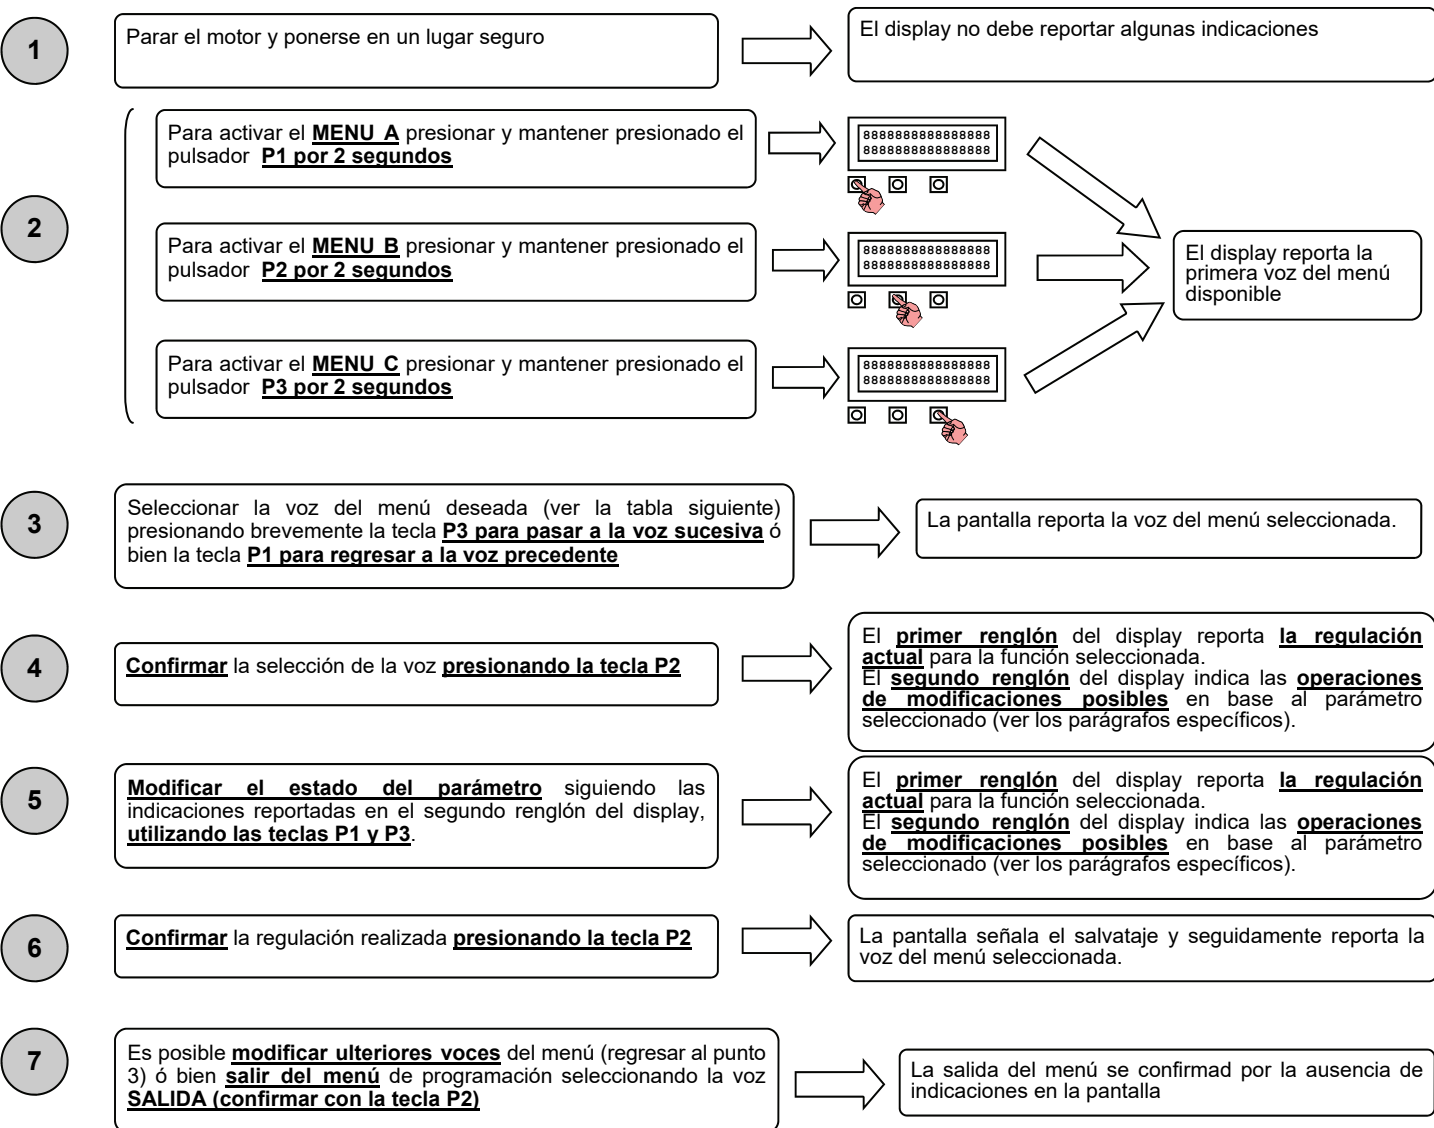 1
Parar el motor y ponerse en un lugar seguro
El display no debe reportar algunas indicaciones
2
Para activar el MENU A presionar y mantener presionado el
pulsador P1 por 2 segundos
8888888888888888
8888888888888888
Para activar el MENU B presionar y mantener presionado el
pulsador P2 por 2 segundos
8888888888888888
8888888888888888
Para activar el MENU C presionar y mantener presionado el
pulsador P3 por 2 segundos
8888888888888888
8888888888888888
El display reporta la
primera voz del menú
disponible
3
Seleccionar la voz del menú deseada (ver la tabla siguiente)
presionando brevemente la tecla P3 para pasar a la voz sucesiva ó
bien la tecla P1 para regresar a la voz precedente
La pantalla reporta la voz del menú seleccionada.
4
Confirmar la selección de la voz presionando la tecla P2
El primer renglón del display reporta la regulación
actual para la función seleccionada.
El segundo renglón del display indica las operaciones
de modificaciones posibles en base al parámetro
seleccionado (ver los parágrafos específicos).
5
Modificar el estado del parámetro siguiendo las
indicaciones reportadas en el segundo renglón del display,
utilizando las teclas P1 y P3.
El primer renglón del display reporta la regulación
actual para la función seleccionada.
El segundo renglón del display indica las operaciones
de modificaciones posibles en base al parámetro
seleccionado (ver los parágrafos específicos).
6
Confirmar la regulación realizada presionando la tecla P2
La pantalla señala el salvataje y seguidamente reporta la
voz del menú seleccionada.
7
Es posible modificar ulteriores voces del menú (regresar al punto
3) ó bien salir del menú de programación seleccionando la voz
SALIDA (confirmar con la tecla P2)
La salida del menú se confirmad por la ausencia de
indicaciones en la pantalla